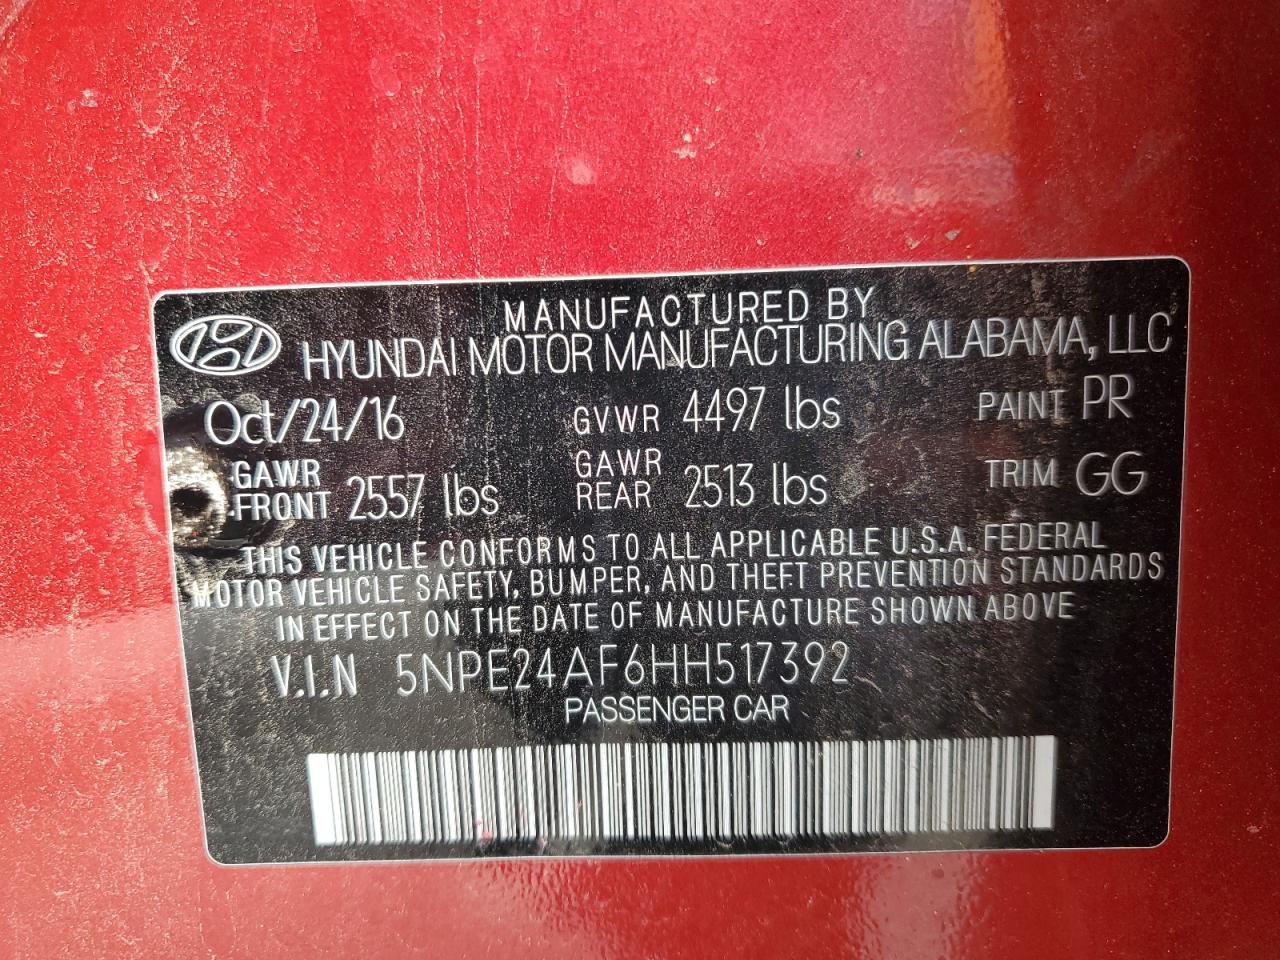 MANUFACTURED BY
HYUNDAI MOTOR MANUFACTURING ALABAMA, LLC
Oct/24/16 GVWR 4497 lbs PAINT PR
GAWR FRONT 2557 lbs GAWR REAR 2513 lbs TRIM GG
THIS VEHICLE CONFORMS TO ALL APPLICABLE U.S.A. FEDERAL
MOTOR VEHICLE SAFETY, BUMPER, AND THEFT PREVENTION STANDARDS
IN EFFECT ON THE DATE OF MANUFACTURE SHOWN ABOVE
V.I.N 5NPE24AF6HH517392
PASSENGER CAR